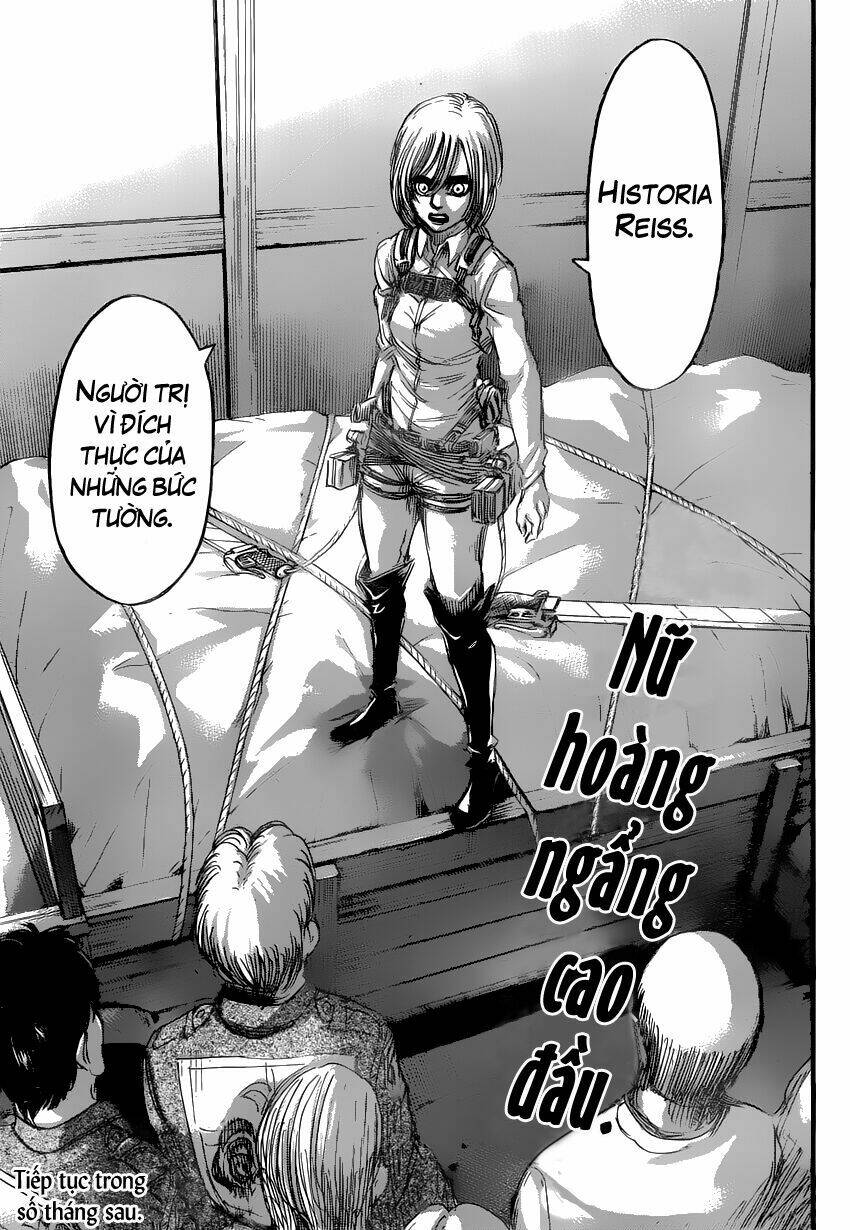 HISTORIA
REISS.
NGƯỜI TRỊ
VÌ ĐÍCH
THỰC CỦA
NHỮNG BỨC
TƯỜNG.
Nữ
hoàng
ngẩng
cao
đầu.
Tiếp tục trong
số tháng sau.